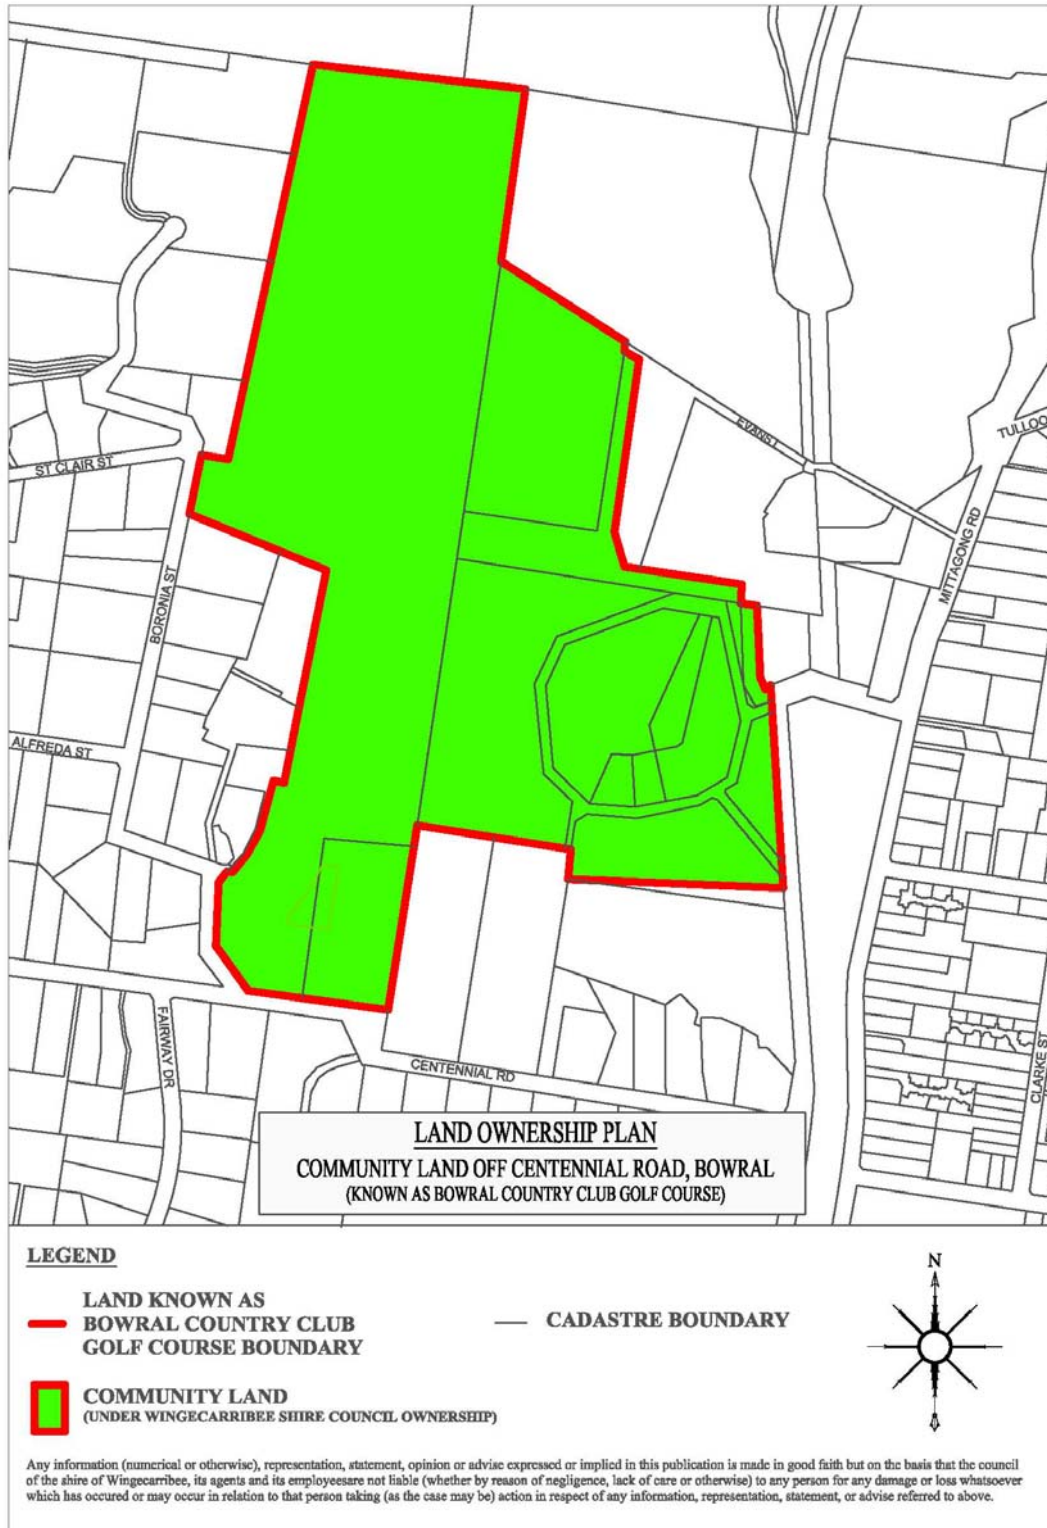 EVANS L
TULLOO
ST CLAIR ST
MITTAGONG RD
BORONIA ST
ALFREDA ST
FAIRWAY DR
CENTENNIAL RD
CLARKE ST
LAND OWNERSHIP PLAN
COMMUNITY LAND OFF CENTENNIAL ROAD, BOWRAL
(KNOWN AS BOWRAL COUNTRY CLUB GOLF COURSE)
LEGEND
LAND KNOWN AS
BOWRAL COUNTRY CLUB
GOLF COURSE BOUNDARY
CADASTRE BOUNDARY
N
COMMUNITY LAND
(UNDER WINGECARRIBEE SHIRE COUNCIL OWNERSHIP)
Any information (numerical or otherwise), representation, statement, opinion or advise expressed or implied in this publication is made in good faith but on the basis that the council
of the shire of Wingecarribee, its agents and its employeesare not liable (whether by reason of negligence, lack of care or otherwise) to any person for any damage or loss whatsoever
which has occured or may occur in relation to that person taking (as the case may be) action in respect of any information, representation, statement, or advise referred to above.